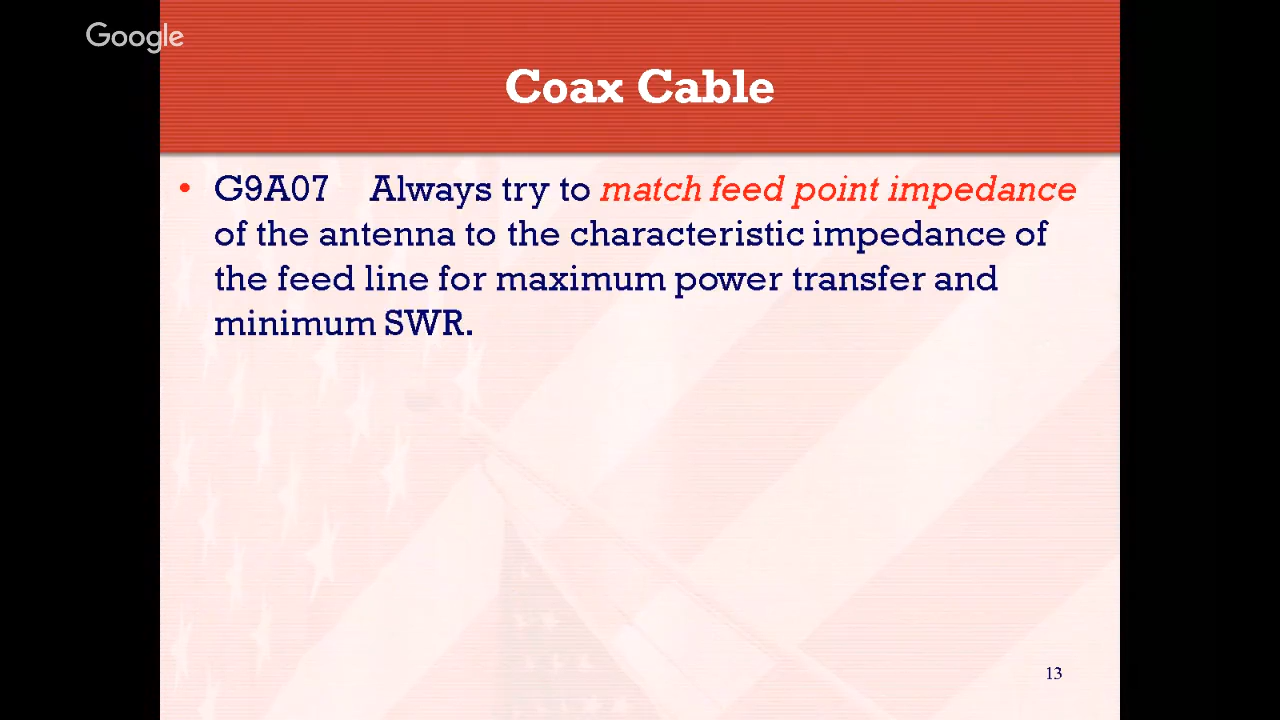 Google
Coax Cable
• G9A07 Always try to match feed point impedance
of the antenna to the characteristic impedance of
the feed line for maximum power transfer and
minimum SWR.
13